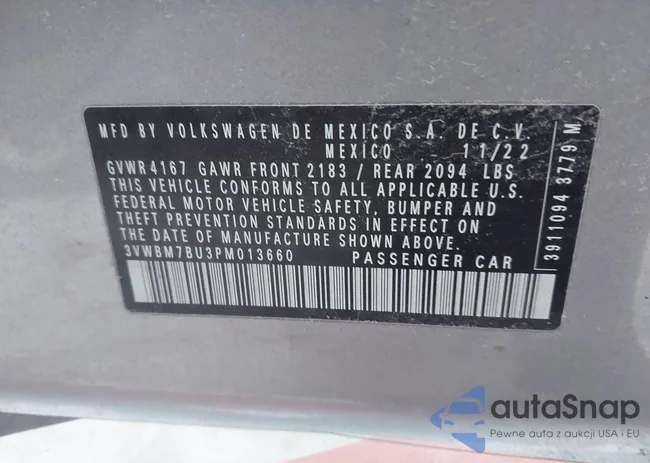 MFD BY VOLKSWAGEN DE MEXICO S.A. DE C.V.
MEXICO 11/22
GVWR 4167 GAWR FRONT 2183 / REAR 2094 LBS
THIS VEHICLE CONFORMS TO ALL APPLICABLE U.S.
FEDERAL MOTOR VEHICLE SAFETY, BUMPER AND
THEFT PREVENTION STANDARDS IN EFFECT ON
THE DATE OF MANUFACTURE SHOWN ABOVE.
3VWBM7BU3PM013660 PASSENGER CAR
39110943779 M
autaSnap
Pewne auta z aukcji USA i EU